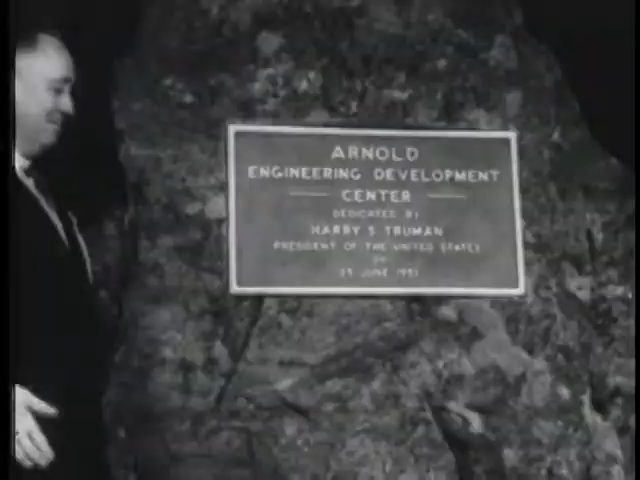 ARNOLD
ENGINEERING DEVELOPMENT
CENTER
DEDICATED BY
HARRY S TRUMAN
PRESIDENT OF THE UNITED STATES
ON
25 JUNE 1951